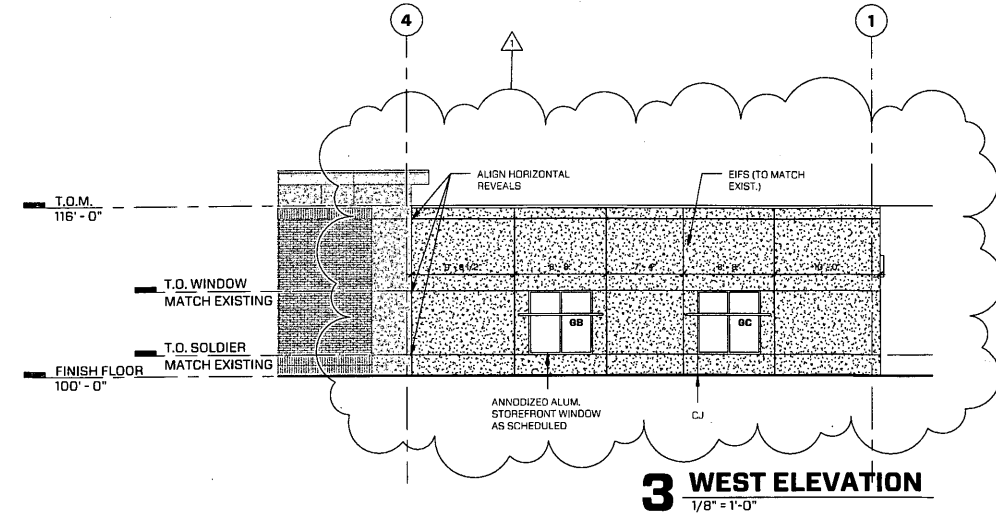 4
1
1
ALIGN HORIZONTAL
REVEALS
EIFS (TO MATCH
EXIST.)
T.O.M.
116' - 0"
T.O. WINDOW
MATCH EXISTING
GB
GC
T.O. SOLDIER
MATCH EXISTING
FINISH FLOOR
100' - 0"
ANNODIZED ALUM.
STOREFRONT WINDOW
AS SCHEDULED
CJ
3 WEST ELEVATION
1/8" = 1'-0"